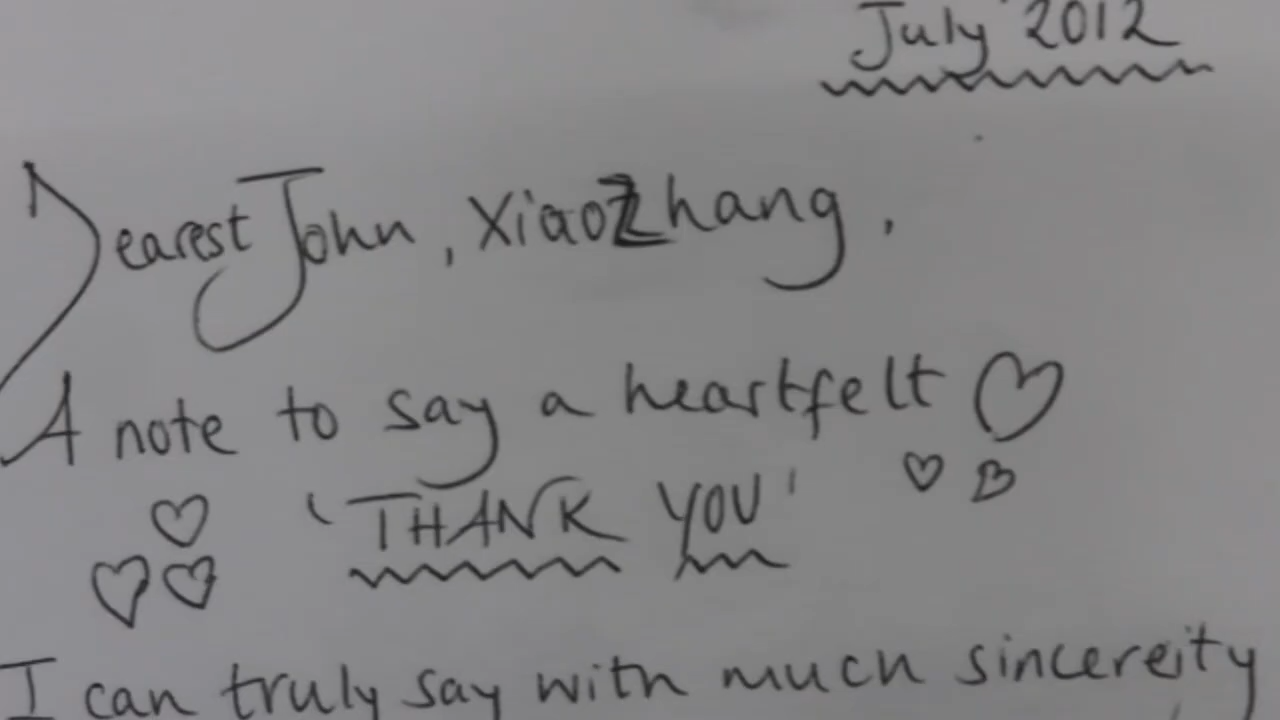 July 2012
Dearest John, XiaoZhang,
A note to say a heartfelt
'THANK YOU'
I can truly say with much sincereity